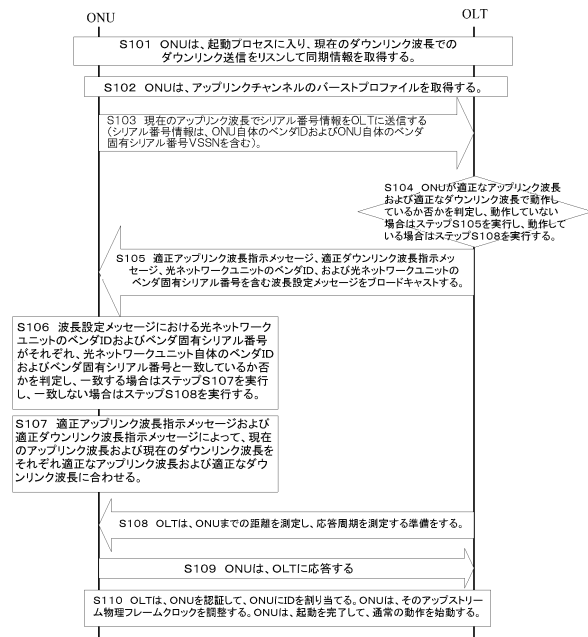 ONU
OLT
S101 ONUは、起動プロセスに入り、現在のダウンリンク波長での
ダウンリンク送信をリスンして同期情報を取得する。
S102 ONUは、アップリンクチャンネルのバーストプロファイルを取得する。
S103 現在のアップリンク波長でシリアル番号情報をOLTに送信する
(シリアル番号情報は、ONU自体のベンダIDおよびONU自体のベンダ
固有シリアル番号VSSNを含む)。
S104 ONUが適正なアップリンク波長
および適正なダウンリンク波長で動作
しているか否かを判定し、動作していない
場合はステップS105を実行し、動作して
いる場合はステップS108を実行する。
S105 適正アップリンク波長指示メッセージ、適正ダウンリンク波長指示メッ
セージ、光ネットワークユニットのベンダID、および光ネットワークユニットの
ベンダ固有シリアル番号を含む波長設定メッセージをブロードキャストする。
S106 波長設定メッセージにおける光ネットワーク
ユニットのベンダIDおよびベンダ固有シリアル番号
がそれぞれ、光ネットワークユニット自体のベンダID
およびベンダ固有シリアル番号と一致しているか否
かを判定し、一致する場合はステップS107を実行
し、一致しない場合はステップS108を実行する。
S107 適正アップリンク波長指示メッセージおよび
適正ダウンリンク波長指示メッセージによって、現在
のアップリンク波長および現在のダウンリンク波長を
それぞれ適正なアップリンク波長および適正なダウ
ンリンク波長に合わせる。
S108 OLTは、ONUまでの距離を測定し、応答周期を測定する準備をする。
S109 ONUは、OLTに応答する
S110 OLTは、ONUを認証して、ONUにIDを割り当てる。ONUは、そのアップストリー
ム物理フレームクロックを調整する。ONUは、起動を完了して、通常の動作を始動する。